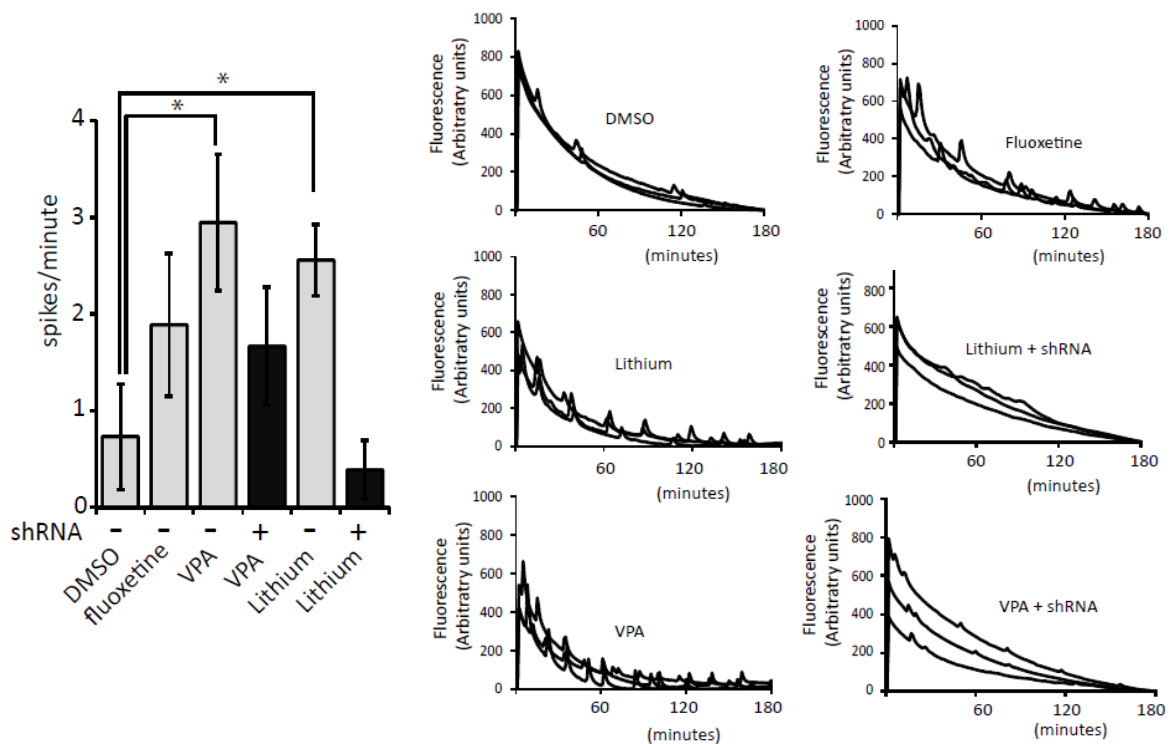 *
*
4
3
2
1
0
spikes/minute
shRNA - - - + - +
DMSO
fluoxetine
VPA
VPA
Lithium
Lithium
Fluorescence
(Arbitratry units)
1000
800
600
400
200
0
DMSO
60 120 180
(minutes)
Fluorescence
(Arbitratry units)
1000
800
600
400
200
0
Fluoxetine
60 120 180
(minutes)
Fluorescence
(Arbitratry units)
1000
800
600
400
200
0
Lithium
60 120 180
(minutes)
Fluorescence
(Arbitratry units)
800
600
400
200
0
Lithium + shRNA
60 120 180
(minutes)
Fluorescence
(Arbitratry units)
1000
800
600
400
200
0
VPA
60 120 180
(minutes)
Fluorescence
(Arbitratry units)
1000
800
600
400
200
0
VPA + shRNA
60 120 180
(minutes)